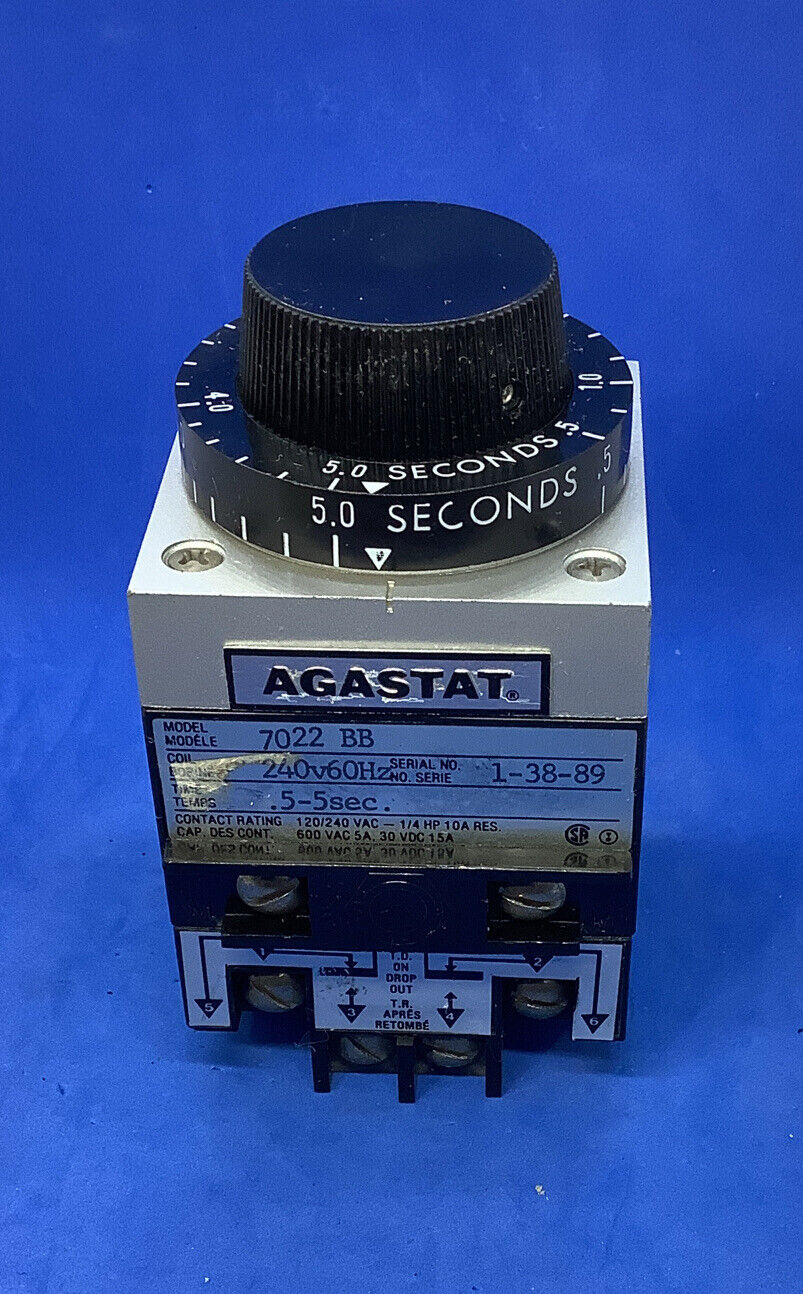 4.0
1.0
5.0 SECONDS .5
5.0 SECONDS .5
AGASTAT®
MODEL
MODÈLE 7022 BB
COIL
240v60Hz SERIAL NO.
NO. SERIE 1-38-89
TIME
TEMPS .5-5sec.
CONTACT RATING 120/240 VAC — 1/4 HP 10A RES.
CAP. DES CONT. 600 VAC 5A, 30 VDC 15A
1 T.D. 2
ON
DROP
OUT
5 3 T.R. 4 6
APRÉS
RETOMBÉ